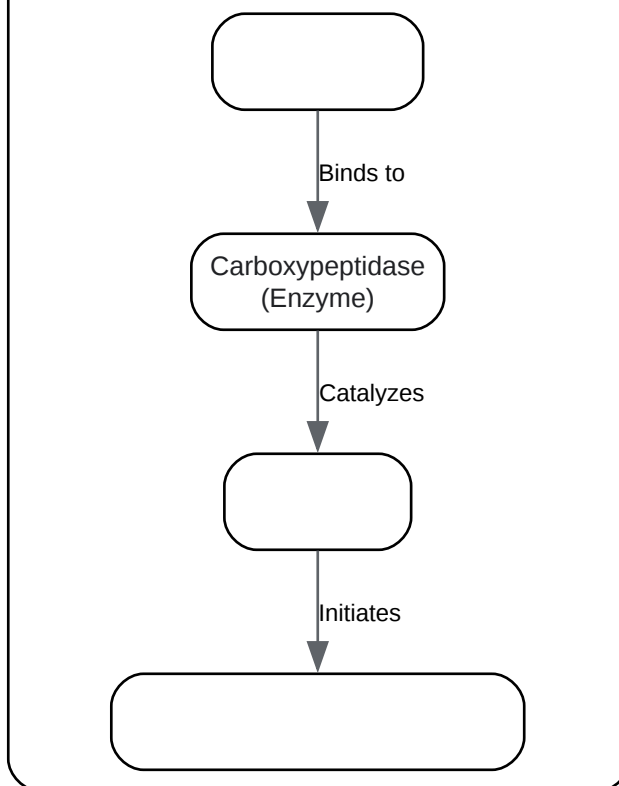 Binds to
Carboxypeptidase
(Enzyme)
Catalyzes
Initiates